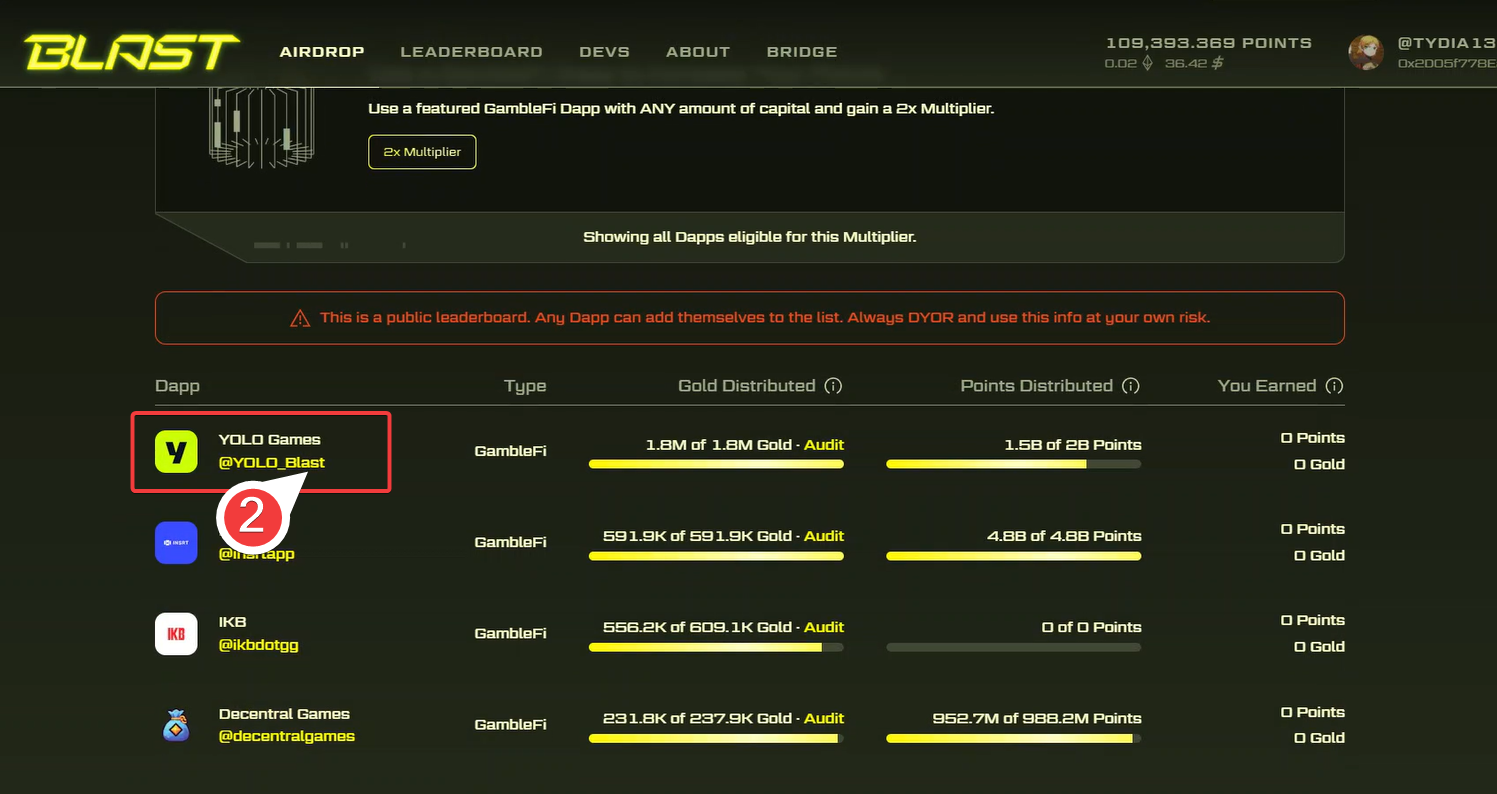 BLAST
AIRDROP LEADERBOARD DEVS ABOUT BRIDGE
109,393.369 POINTS
0.02 36.42
@TYDIA13
0x2D05f778E
Use a featured GambleFi Dapp with ANY amount of capital and gain a 2x Multiplier.
2x Multiplier
Showing all Dapps eligible for this Multiplier.
This is a public leaderboard. Any Dapp can add themselves to the list. Always DYOR and use this info at your own risk.
Dapp Type Gold Distributed Points Distributed You Earned
YOLO Games
@YOLO_Blast
GambleFi
1.8M of 1.8M Gold · Audit
1.5B of 2B Points
0 Points
0 Gold
2
INSRT
@insrtapp
GambleFi
591.9K of 591.9K Gold · Audit
4.8B of 4.8B Points
0 Points
0 Gold
IKB
IKB
@ikbdotgg
GambleFi
556.2K of 609.1K Gold · Audit
0 of 0 Points
0 Points
0 Gold
Decentral Games
@decentralgames
GambleFi
231.8K of 237.9K Gold · Audit
952.7M of 988.2M Points
0 Points
0 Gold